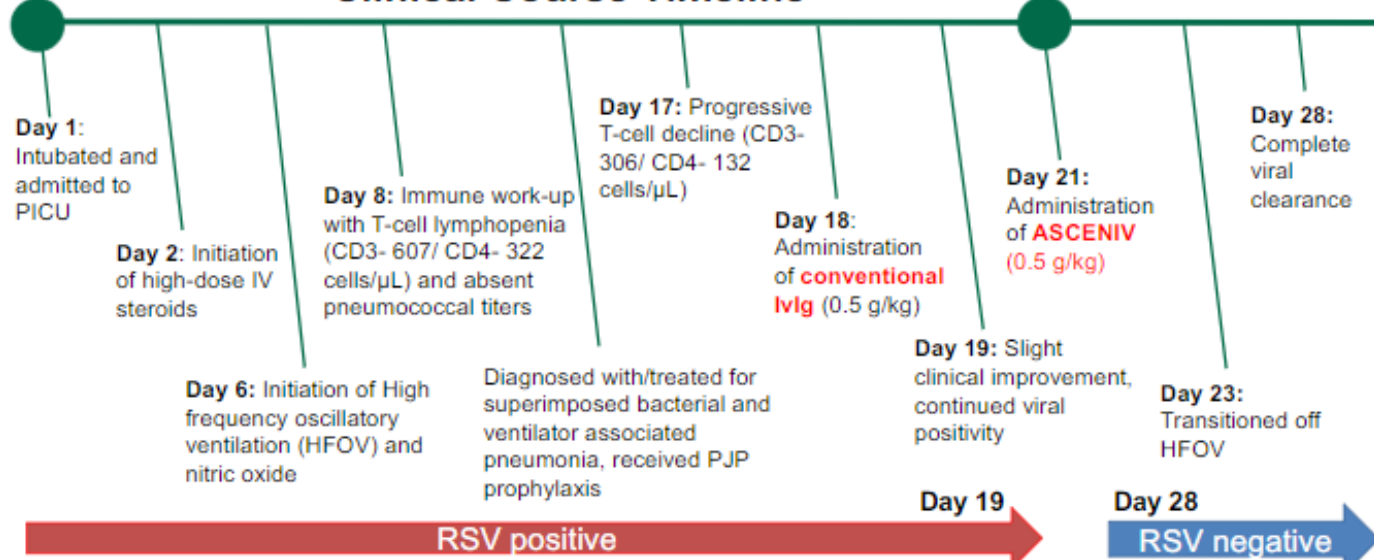 Day 1:
Intubated and
admitted to
PICU
Day 2: Initiation
of high-dose IV
steroids
Day 6: Initiation of High
frequency oscillatory
ventilation (HFOV) and
nitric oxide
Day 8: Immune work-up
with T-cell lymphopenia
(CD3- 607/ CD4- 322
cells/µL) and absent
pneumococcal titers
Diagnosed with/treated for
superimposed bacterial and
ventilator associated
pneumonia, received PJP
prophylaxis
Day 17: Progressive
T-cell decline (CD3-
306/ CD4- 132
cells/µL)
Day 18:
Administration
of conventional
IvIg (0.5 g/kg)
Day 19: Slight
clinical improvement,
continued viral
positivity
Day 21:
Administration
of ASCENIV
(0.5 g/kg)
Day 23:
Transitioned off
HFOV
Day 28:
Complete
viral
clearance
Day 19
RSV positive
Day 28
RSV negative